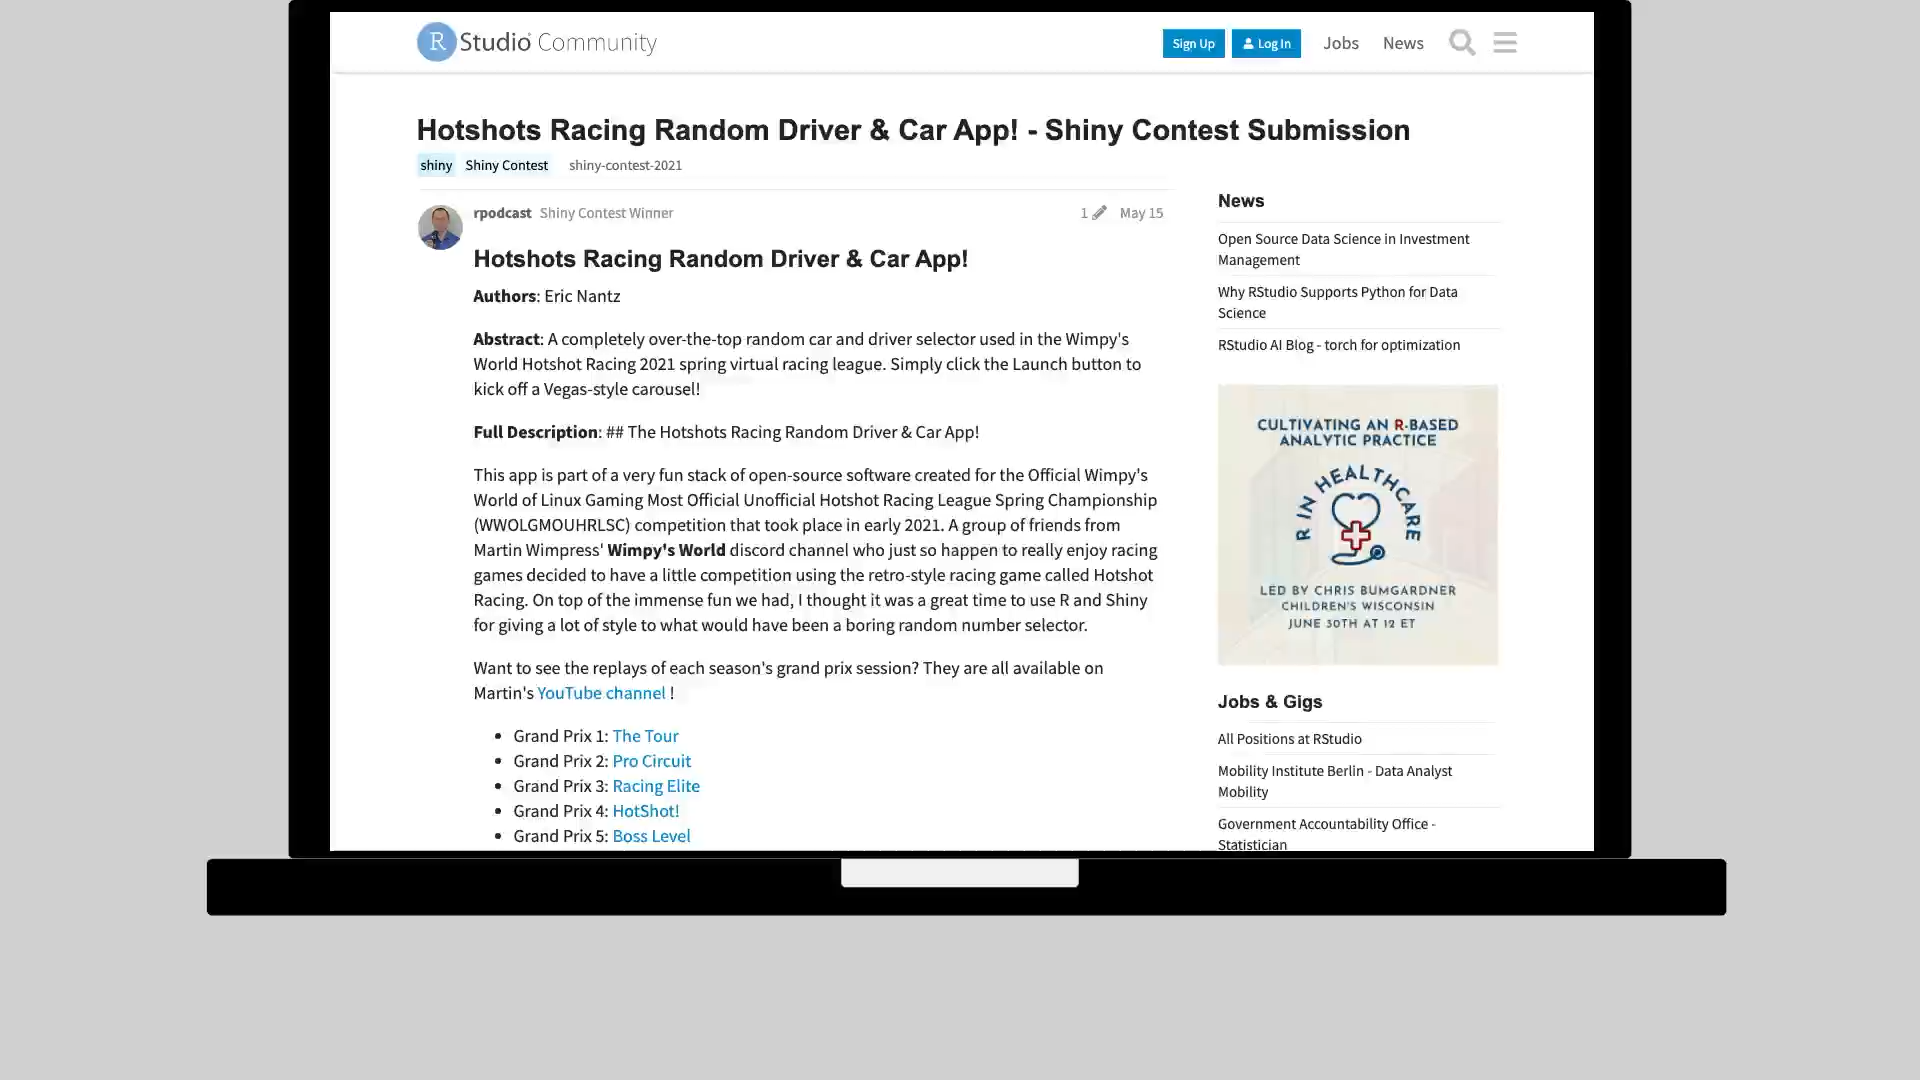 R Studio Community
Sign Up
Log In
Jobs
News
Hotshots Racing Random Driver & Car App! - Shiny Contest Submission
shiny Shiny Contest shiny-contest-2021
rpodcast Shiny Contest Winner
1
May 15
Hotshots Racing Random Driver & Car App!
Authors: Eric Nantz
Abstract: A completely over-the-top random car and driver selector used in the Wimpy's
World Hotshot Racing 2021 spring virtual racing league. Simply click the Launch button to
kick off a Vegas-style carousel!
Full Description: ## The Hotshots Racing Random Driver & Car App!
This app is part of a very fun stack of open-source software created for the Official Wimpy's
World of Linux Gaming Most Official Unofficial Hotshot Racing League Spring Championship
(WWOLGMOUHRLSC) competition that took place in early 2021. A group of friends from
Martin Wimpress' Wimpy's World discord channel who just so happen to really enjoy racing
games decided to have a little competition using the retro-style racing game called Hotshot
Racing. On top of the immense fun we had, I thought it was a great time to use R and Shiny
for giving a lot of style to what would have been a boring random number selector.
Want to see the replays of each season's grand prix session? They are all available on
Martin's YouTube channel !
• Grand Prix 1: The Tour
• Grand Prix 2: Pro Circuit
• Grand Prix 3: Racing Elite
• Grand Prix 4: HotShot!
• Grand Prix 5: Boss Level
News
Open Source Data Science in Investment
Management
Why RStudio Supports Python for Data
Science
RStudio AI Blog - torch for optimization
CULTIVATING AN R-BASED
ANALYTIC PRACTICE
R IN HEALTHCARE
LED BY CHRIS BUMGARDNER
CHILDREN'S WISCONSIN
JUNE 30TH AT 12 ET
Jobs & Gigs
All Positions at RStudio
Mobility Institute Berlin - Data Analyst
Mobility
Government Accountability Office -
Statistician